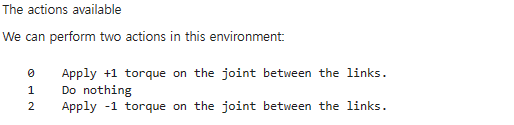 The actions available
We can perform two actions in this environment:
0 Apply +1 torque on the joint between the links.
1 Do nothing
2 Apply -1 torque on the joint between the links.